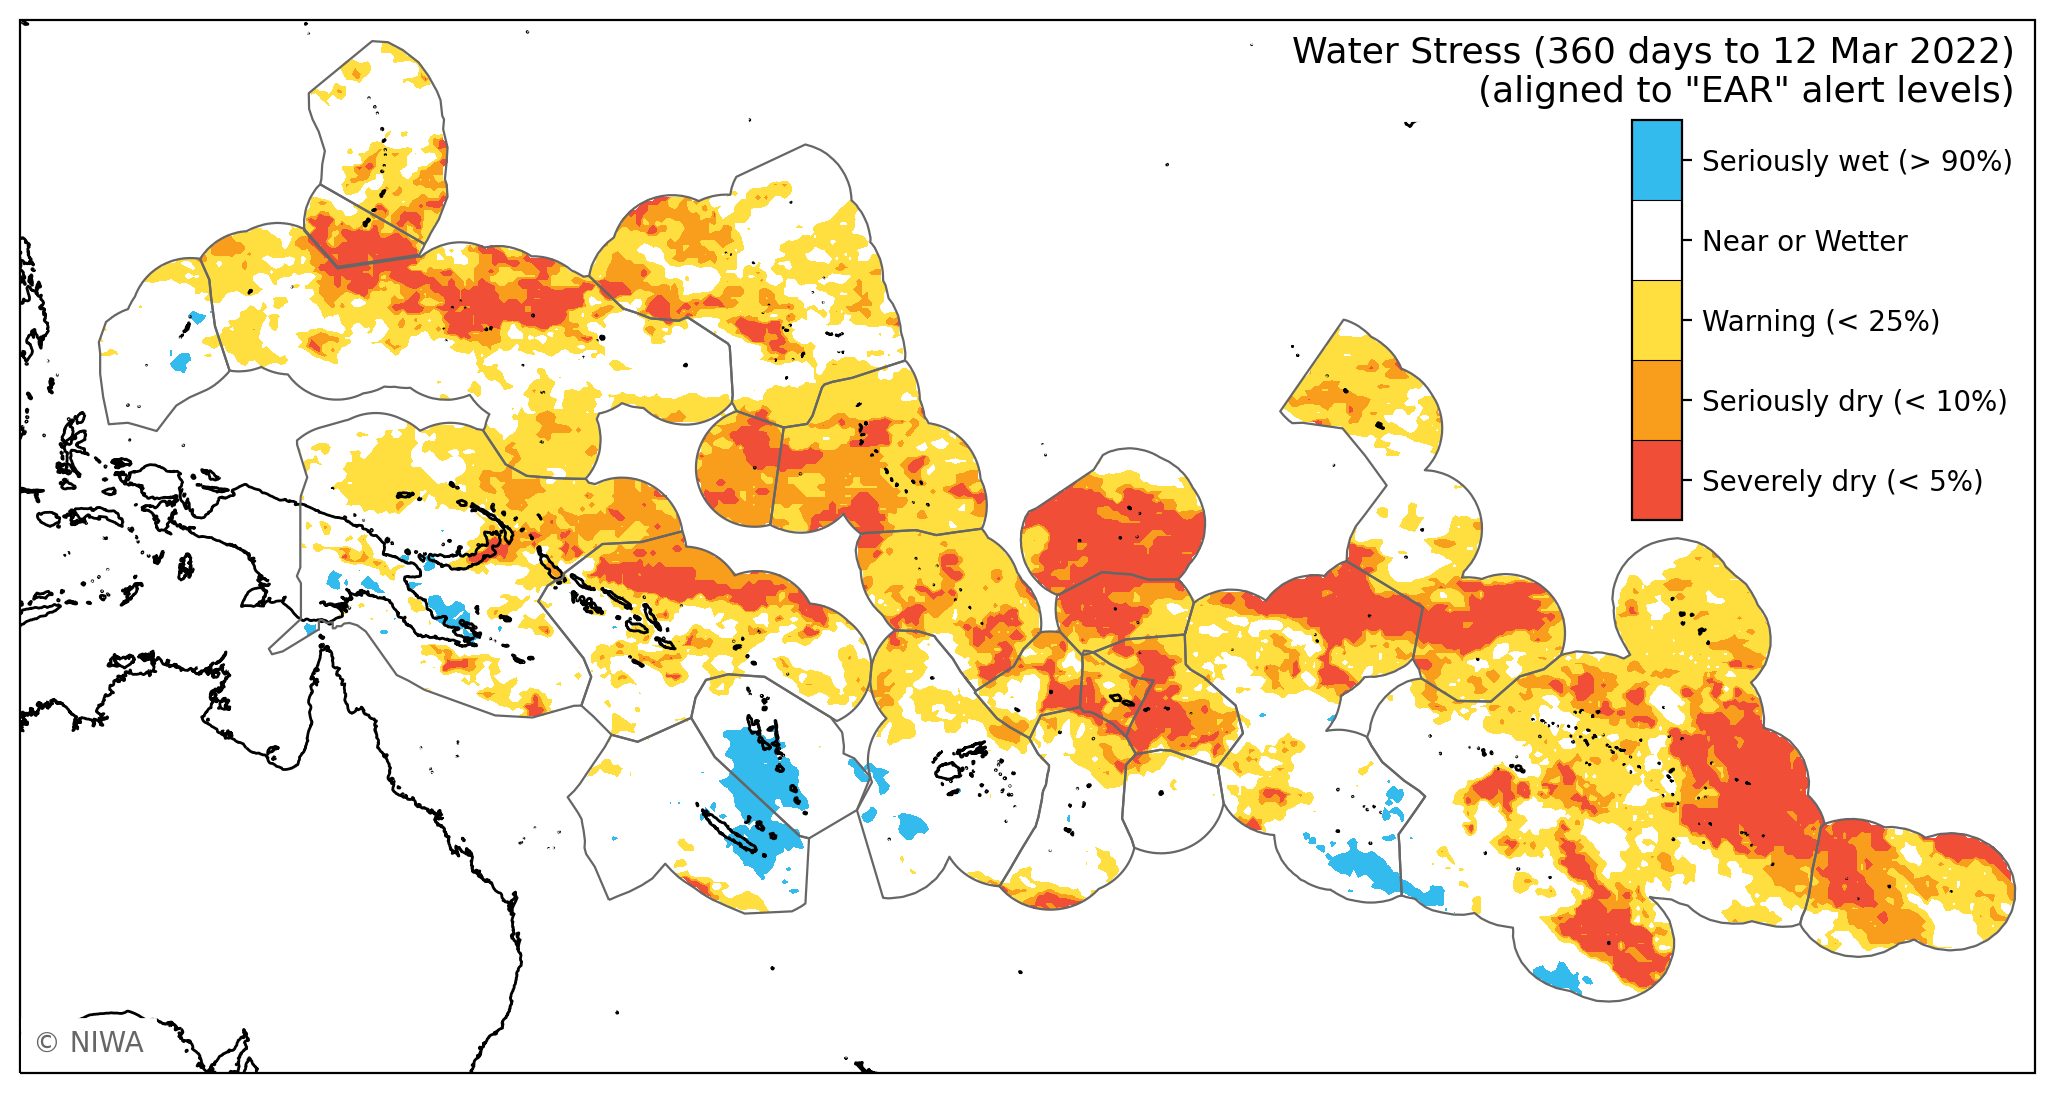 Water Stress (360 days to 12 Mar 2022)
(aligned to "EAR" alert levels)
Seriously wet (> 90%)
Near or Wetter
Warning (< 25%)
Seriously dry (< 10%)
Severely dry (< 5%)
© NIWA